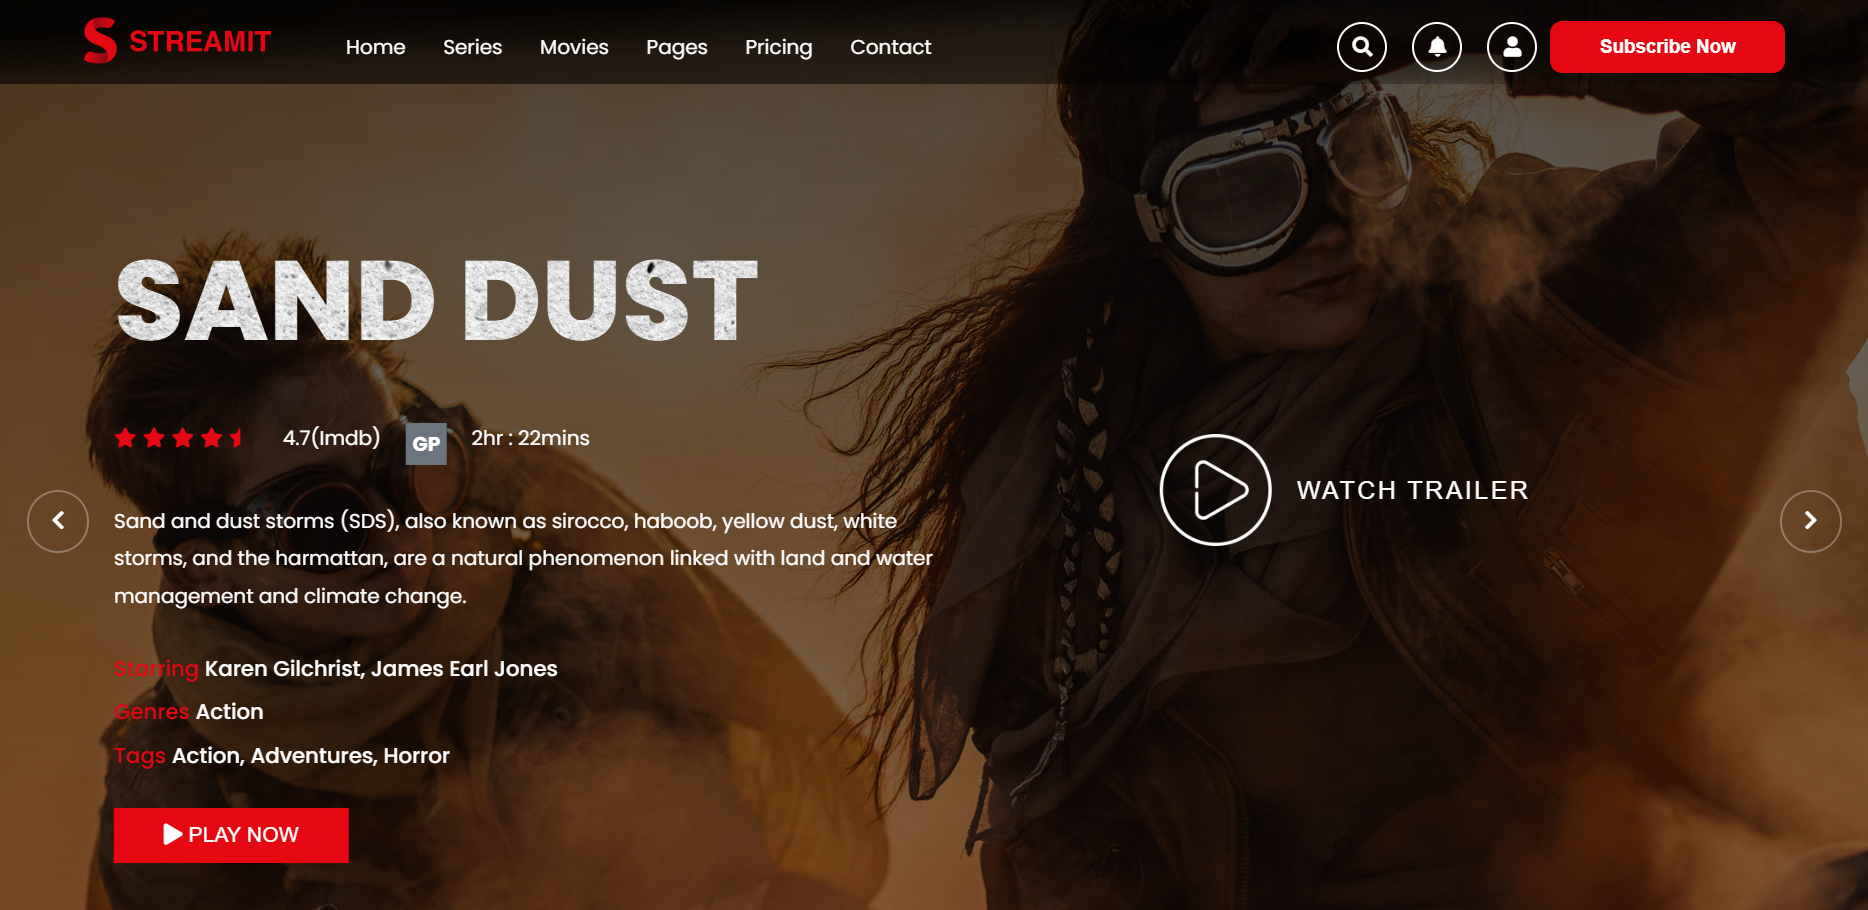 STREAMIT
Home Series Movies Pages Pricing Contact
Subscribe Now
SAND DUST
4.7(Imdb) GP 2hr : 22mins
Sand and dust storms (SDS), also known as sirocco, haboob, yellow dust, white
storms, and the harmattan, are a natural phenomenon linked with land and water
management and climate change.
WATCH TRAILER
Starring Karen Gilchrist, James Earl Jones
Genres Action
Tags Action, Adventures, Horror
PLAY NOW